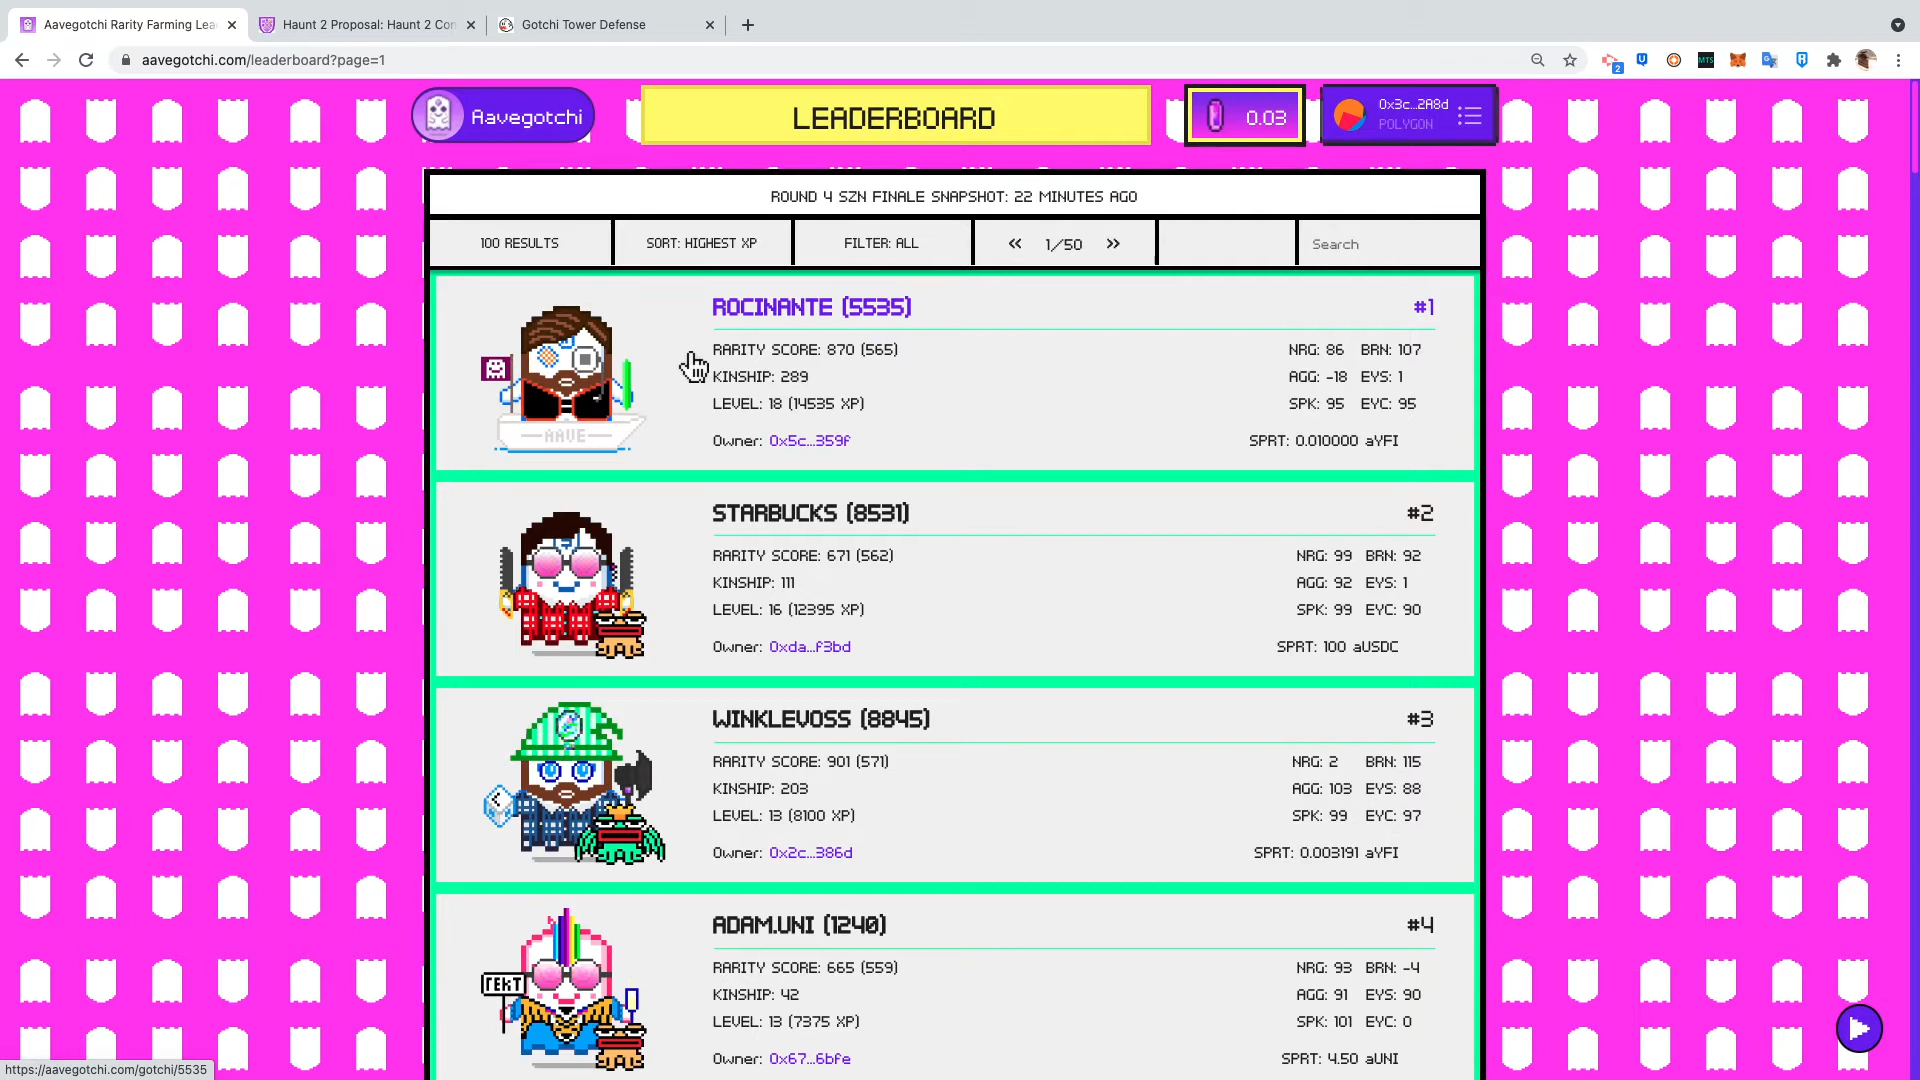 Aavegotchi Rarity Farming Lea
Haunt 2 Proposal: Haunt 2 Con
Gotchi Tower Defense
aavegotchi.com/leaderboard?page=1
2
MTS
Aavegotchi
LEADERBOARD
0.03
0x3c...2A8d
POLYGON
ROUND 4 SZN FINALE SNAPSHOT: 22 MINUTES AGO
100 RESULTS
SORT: HIGHEST XP
FILTER: ALL
« 1/50 »
Search
ROCINANTE (5535) #1
RARITY SCORE: 870 (565) NRG: 86 BRN: 107
KINSHIP: 289 AGG: -18 EYS: 1
LEVEL: 18 (14535 XP) SPK: 95 EYC: 95
Owner: 0x5c...359f SPRT: 0.010000 aYFI
AAVE
STARBUCKS (8531) #2
RARITY SCORE: 671 (562) NRG: 99 BRN: 92
KINSHIP: 111 AGG: 92 EYS: 1
LEVEL: 16 (12395 XP) SPK: 99 EYC: 90
Owner: 0xda...f3bd SPRT: 100 aUSDC
WINKLEVOSS (8845) #3
RARITY SCORE: 901 (571) NRG: 2 BRN: 115
KINSHIP: 203 AGG: 103 EYS: 88
LEVEL: 13 (8100 XP) SPK: 99 EYC: 97
Owner: 0x2c...386d SPRT: 0.003191 aYFI
ADAM.UNI (1240) #4
REKT
RARITY SCORE: 665 (559) NRG: 93 BRN: -4
KINSHIP: 42 AGG: 91 EYS: 90
LEVEL: 13 (7375 XP) SPK: 101 EYC: 0
Owner: 0x67...6bfe SPRT: 4.50 aUNI
https://aavegotchi.com/gotchi/5535